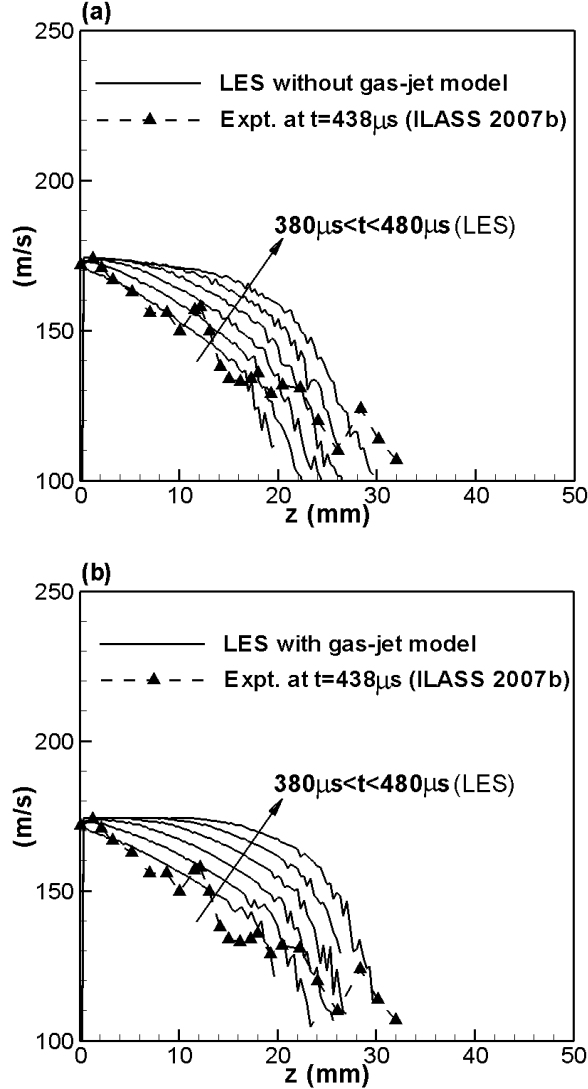 (a)
250
LES without gas-jet model
Expt. at t=438μs (ILASS 2007b)
200
380μs<t<480μs (LES)
(m/s)
150
100
0 10 20 30 40 50
z (mm)
(b)
250
LES with gas-jet model
Expt. at t=438μs (ILASS 2007b)
200
380μs<t<480μs (LES)
(m/s)
150
100
0 10 20 30 40 50
z (mm)